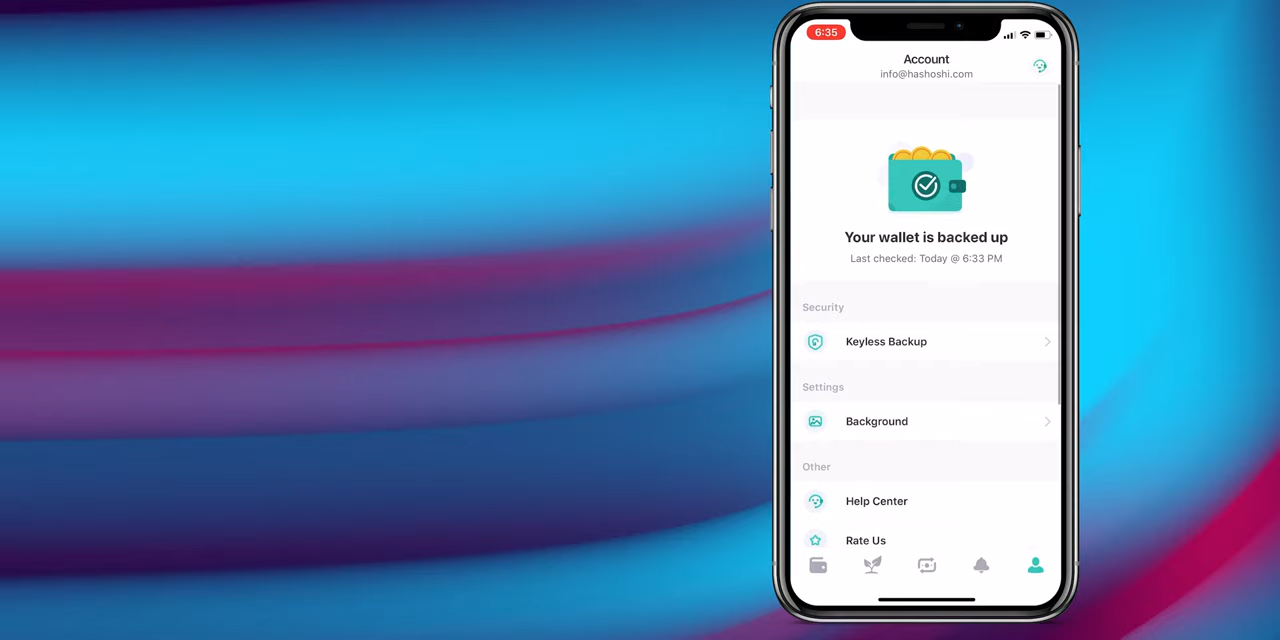 6:35
Account
info@hashoshi.com
Your wallet is backed up
Last checked: Today @ 6:33 PM
Security
Keyless Backup
Settings
Background
Other
Help Center
Rate Us